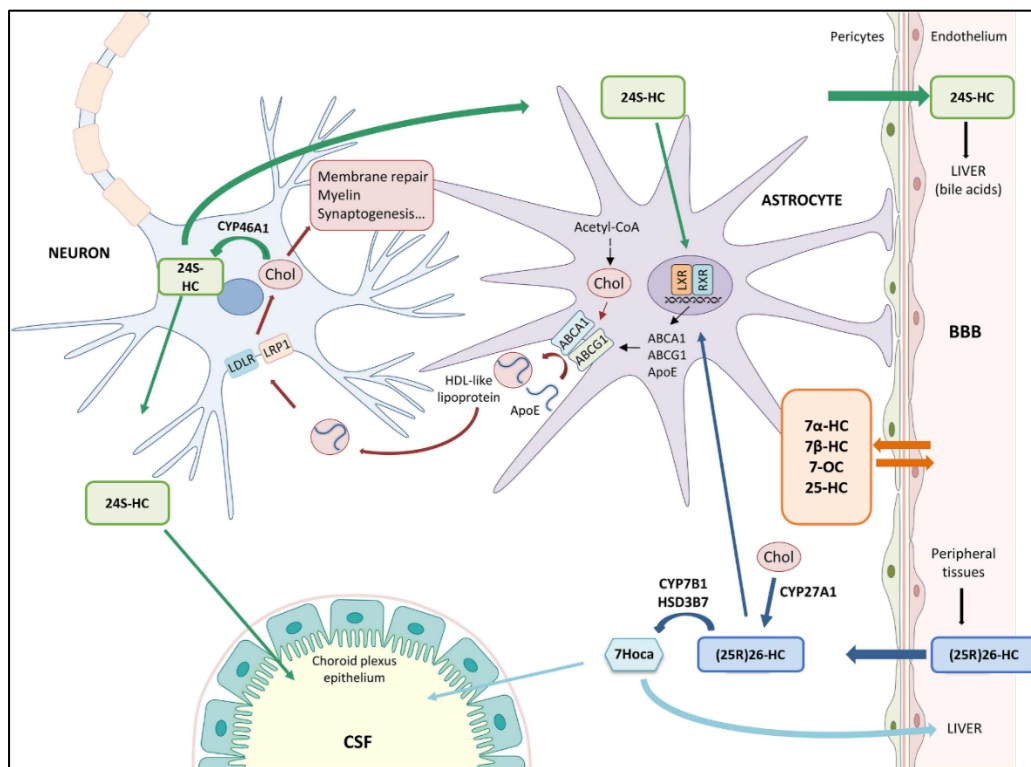 Pericytes
Endothelium
24S-HC
24S-HC
LIVER
(bile acids)
Membrane repair
Myelin
Synaptogenesis...
ASTROCYTE
CYP46A1
NEURON
24S-
HC
Chol
Acetyl-CoA
Chol
LXR
RXR
BBB
ABCA1
ABCG1
ABCA1
ABCG1
ApoE
LDLR
LRP1
HDL-like
lipoprotein
ApoE
7α-HC
7β-HC
7-OC
25-HC
24S-HC
Chol
CYP27A1
Peripheral
tissues
CYP7B1
HSD3B7
7Hoca
(25R)26-HC
(25R)26-HC
Choroid plexus
epithelium
CSF
LIVER